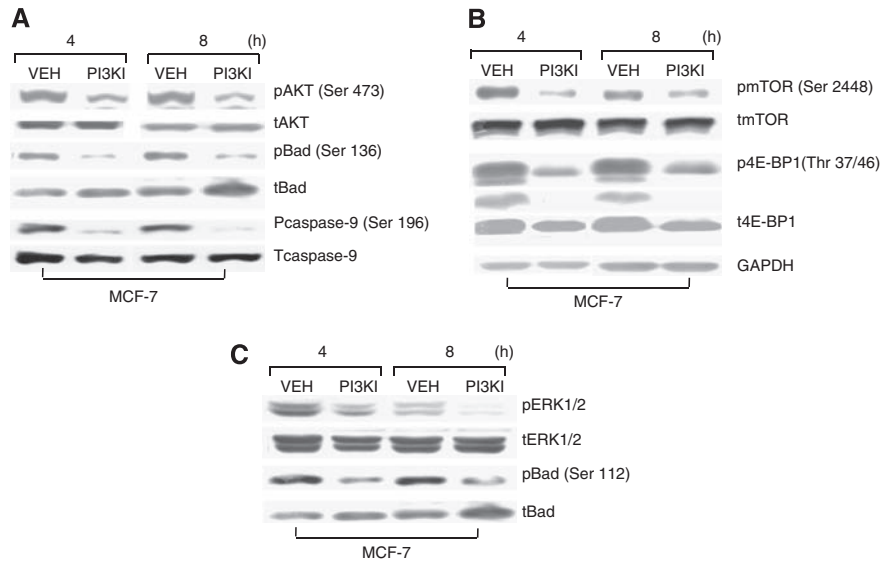 A
4 8 (h)
VEH PI3KI VEH PI3KI
pAKT (Ser 473)
tAKT
pBad (Ser 136)
tBad
Pcaspase-9 (Ser 196)
Tcaspase-9
MCF-7
B
4 8 (h)
VEH PI3KI VEH PI3KI
pmTOR (Ser 2448)
tmTOR
p4E-BP1(Thr 37/46)
t4E-BP1
GAPDH
MCF-7
C
4 8 (h)
VEH PI3KI VEH PI3KI
pERK1/2
tERK1/2
pBad (Ser 112)
tBad
MCF-7